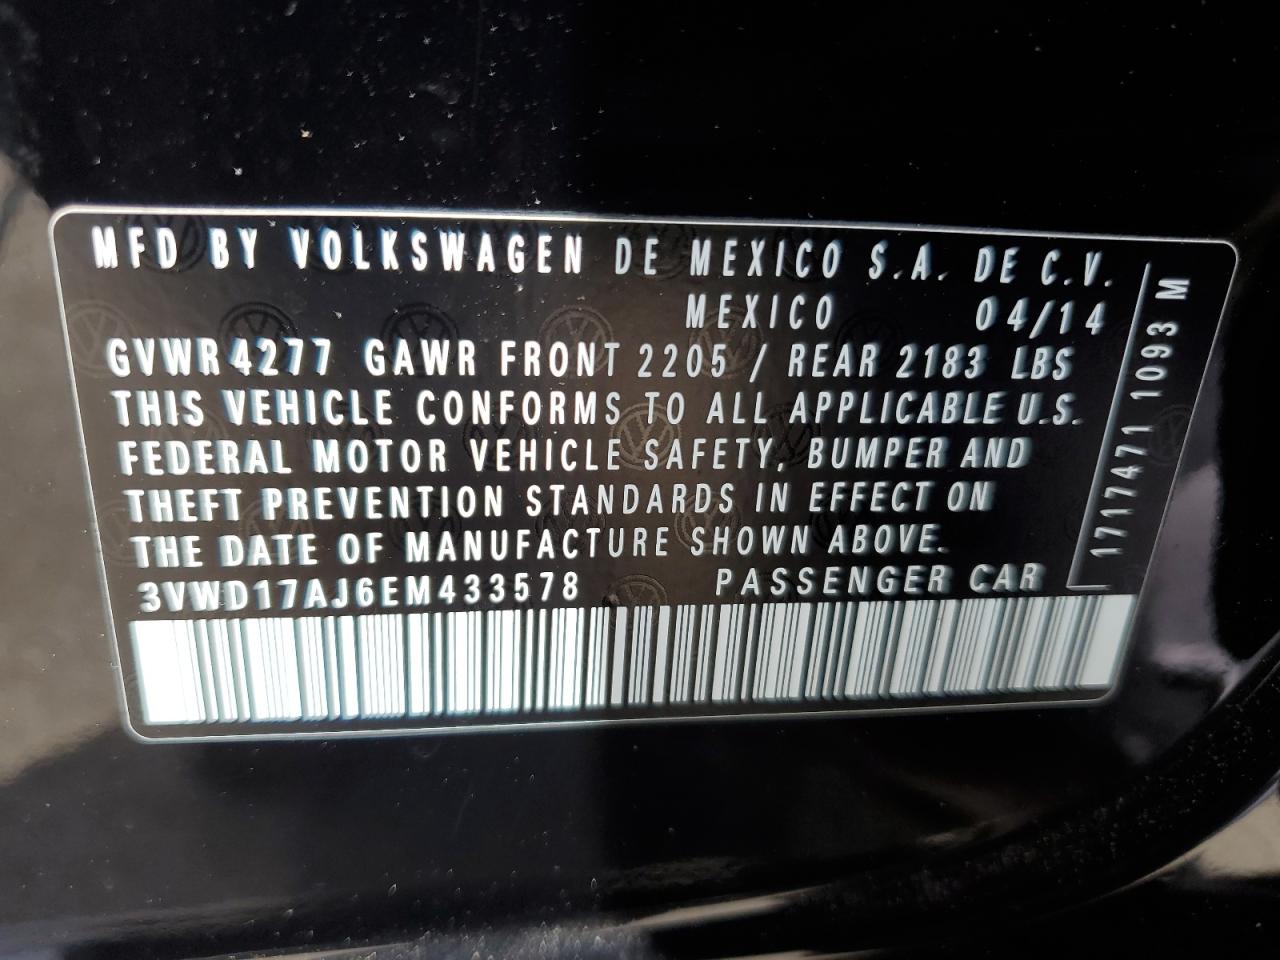 MFD BY VOLKSWAGEN DE MEXICO S.A. DE C.V.
MEXICO 04/14
GVWR 4277 GAWR FRONT 2205 / REAR 2183 LBS
THIS VEHICLE CONFORMS TO ALL APPLICABLE U.S.
FEDERAL MOTOR VEHICLE SAFETY, BUMPER AND
THEFT PREVENTION STANDARDS IN EFFECT ON
THE DATE OF MANUFACTURE SHOWN ABOVE.
3VWD17AJ6EM433578 PASSENGER CAR
1717471 1093 M